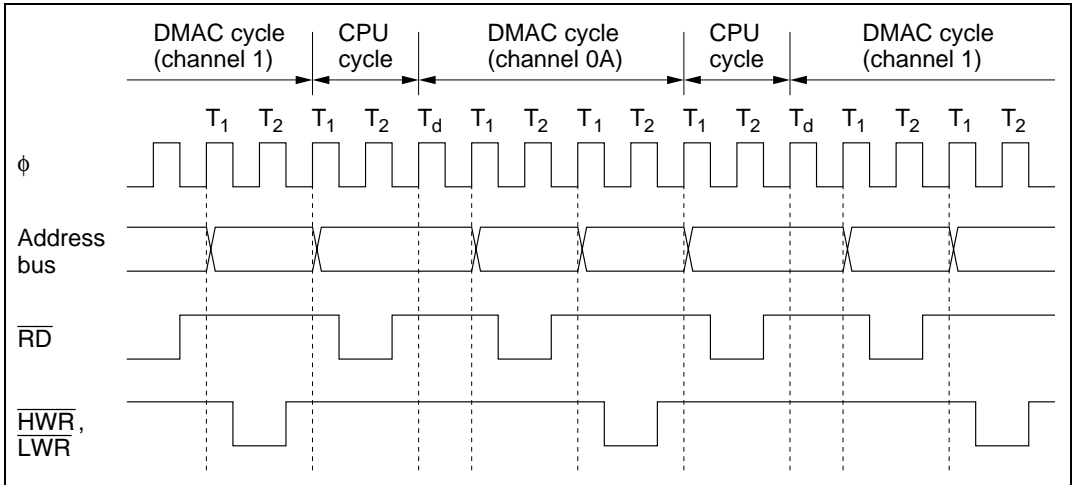 DMAC cycle CPU DMAC cycle CPU DMAC cycle
(channel 1) cycle (channel 0A) cycle (channel 1)
T1 T2 T1 T2 Td T1 T2 T1 T2 T1 T2 Td T1 T2 T1 T2
ϕ
Address
bus
RD
HWR,
LWR